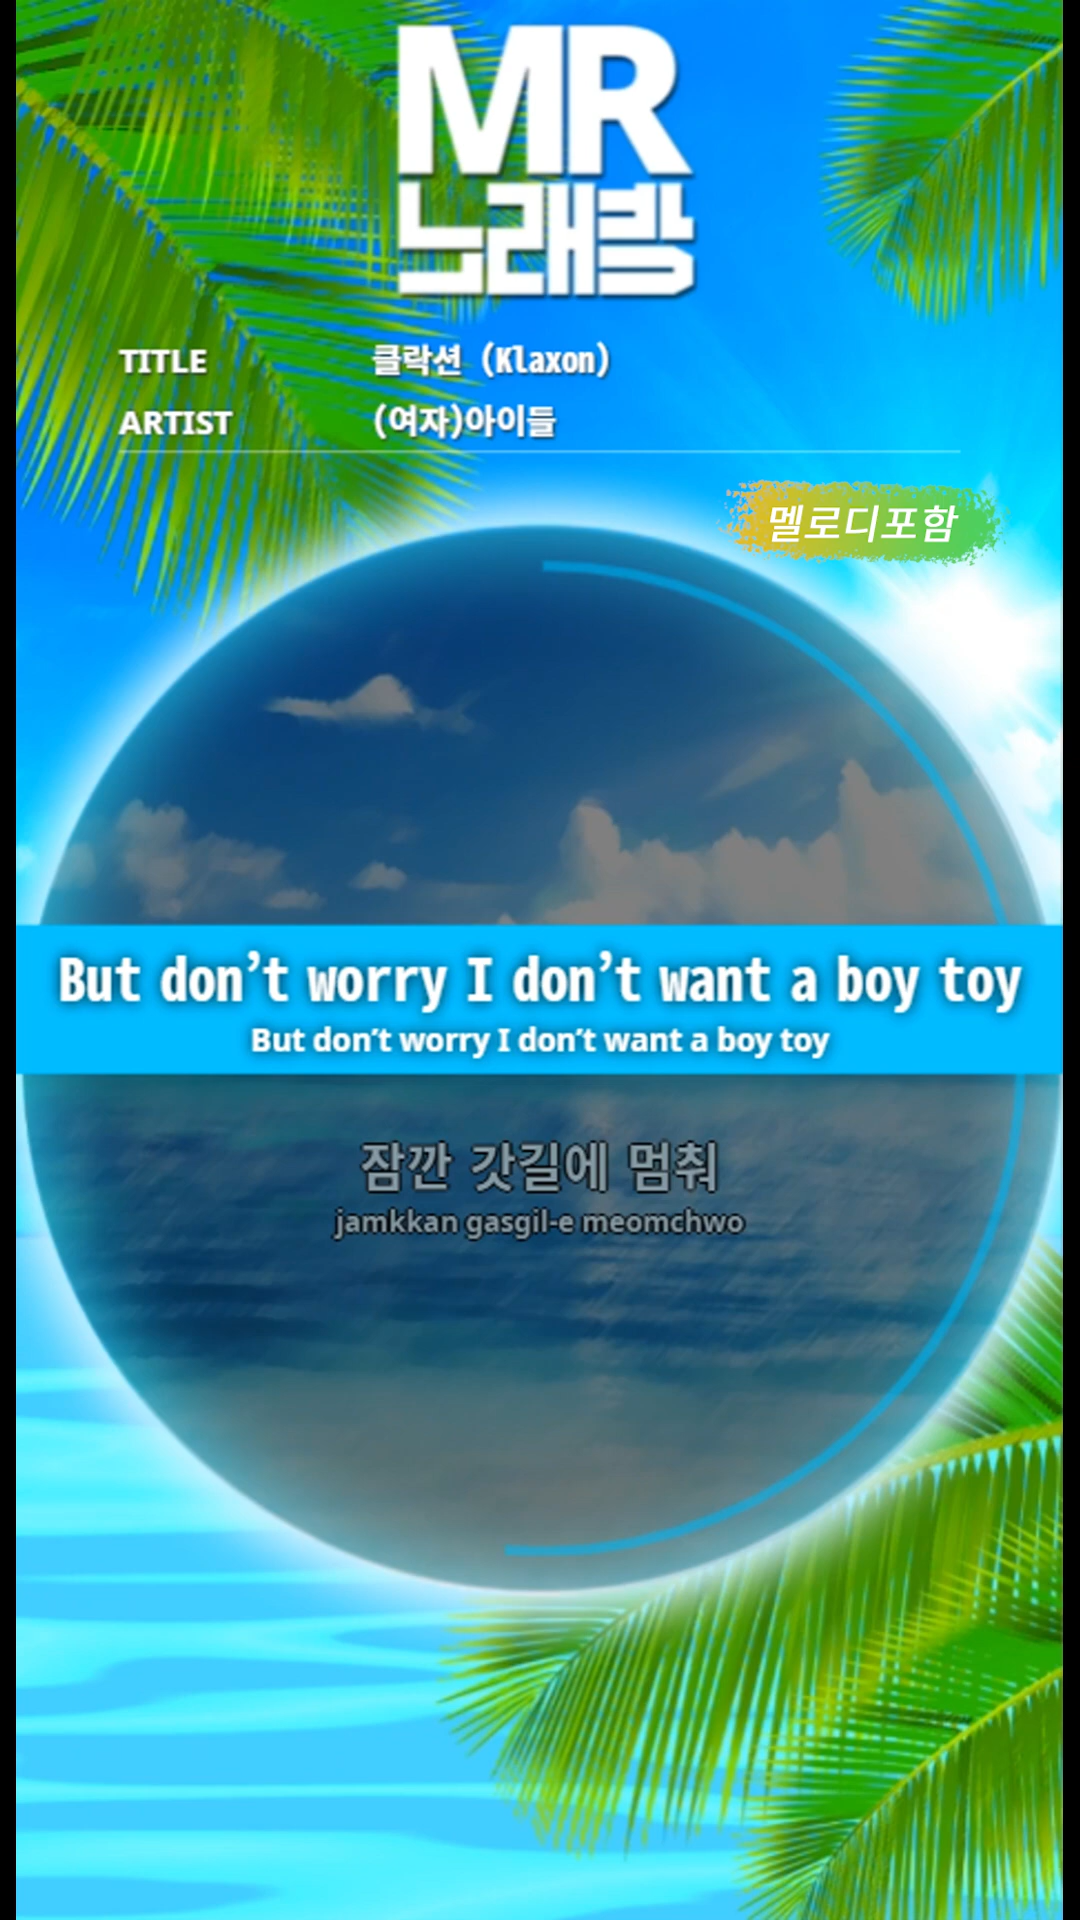 MR
노래방
TITLE 클락션 (Klaxon)
ARTIST (여자)아이들
멜로디포함
But don’t worry I don’t want a boy toy
But don’t worry I don’t want a boy toy
잠깐 갓길에 멈춰
jamkkan gasgil-e meomchwo